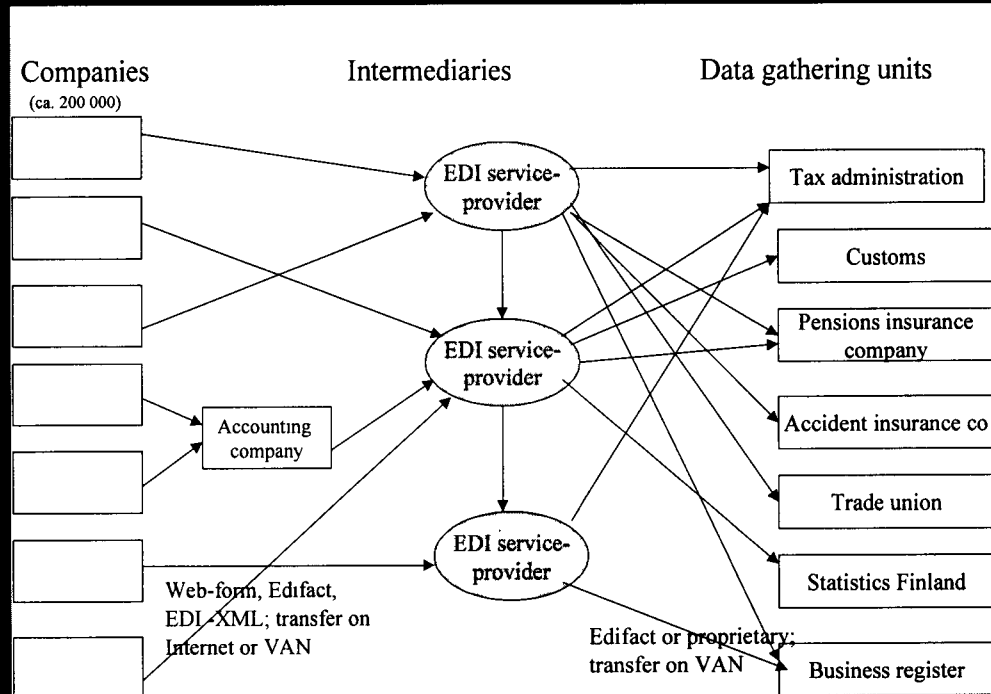 Companies
(ca. 200 000)
Intermediaries
Data gathering units
EDI service-
provider
Tax administration
Customs
EDI service-
provider
Pensions insurance
company
Accounting
company
Accident insurance co
Trade union
EDI service-
provider
Statistics Finland
Web-form, Edifact,
EDI-XML; transfer on
Internet or VAN
Edifact or proprietary;
transfer on VAN
Business register